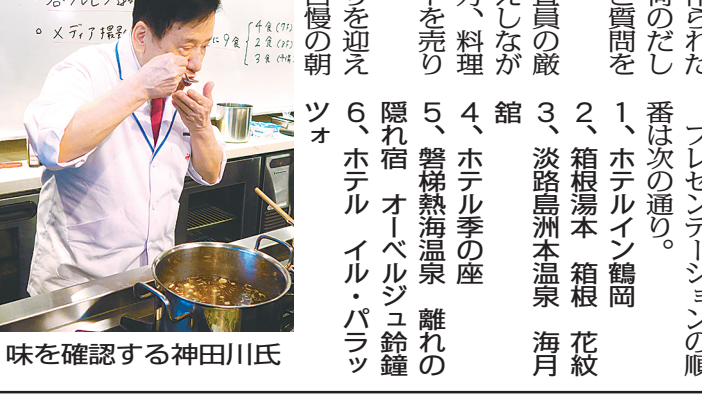 作られた
プレゼンテーションの順
番は次の通り。
1、ホテルイン鶴岡
2、箱根湯本　箱根　花紋
3、淡路島洲本温泉　海月
舘
4、ホテル季の座
5、磐梯熱海温泉　離れの
隠れ宿　オーベルジュ鈴鐘
6、ホテル　イル・パラッ
ツォ
のだし
質問を
査員の厳
えしなが
、料理
を売り
を迎え
自慢の朝
メディア撮影
9食
4食
2食
3食
味を確認する神田川氏